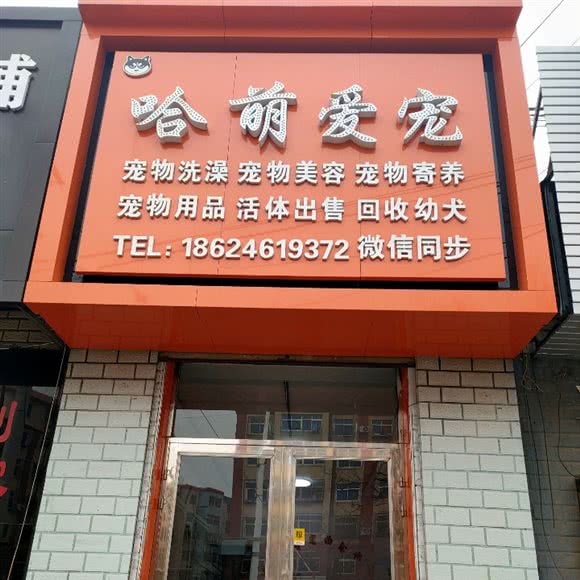 哈萌爱宠
宠物洗澡 宠物美容 宠物寄养
宠物用品 活体出售 回收幼犬
TEL: 18624619372 微信同步
铺